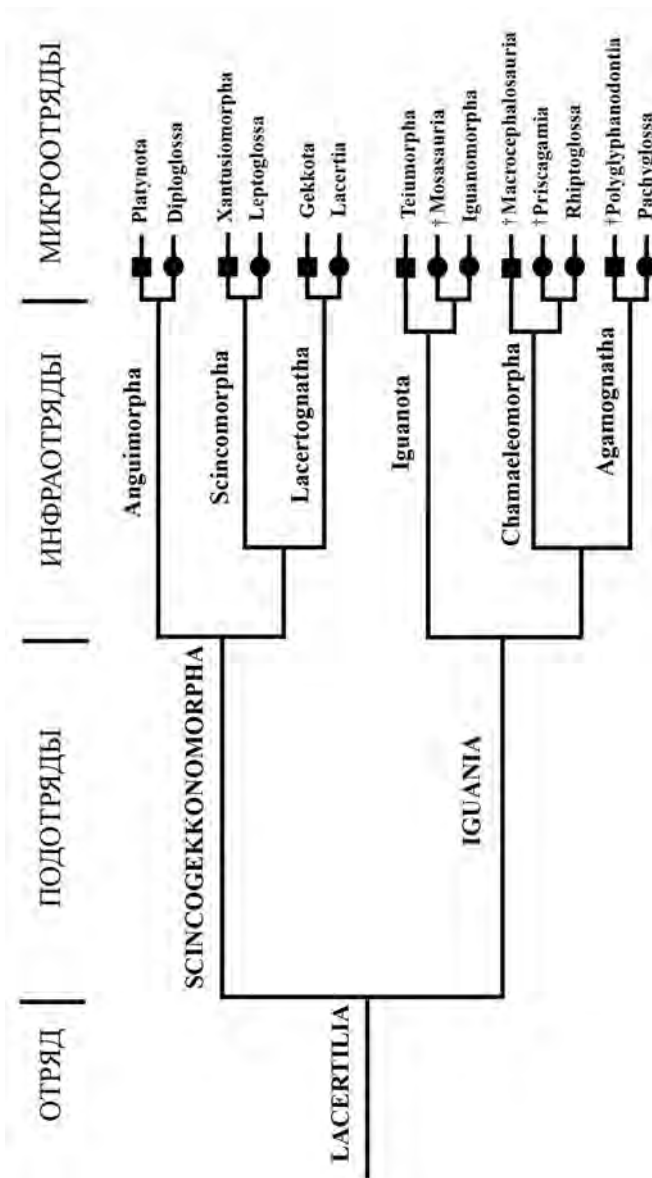 ОТРЯД
ПОДОТРЯДЫ
ИНФРАОТРЯДЫ
МИКРООТРЯДЫ
LACERTILIA
SCINCOGEKKONOMORPHA
IGUANIA
Anguimorpha
Scincomorpha
Lacertognatha
Iguanota
Chamaeleomorpha
Agamognatha
Platynota
Diploglossa
Xantusiomorpha
Leptoglossa
Gekkota
Lacertia
Teiumorpha
†Mosasauria
Iguanomorpha
†Macrocephalosauria
†Priscagamia
Rhiptoglossa
†Polyglyphanodontia
Pachyglossa